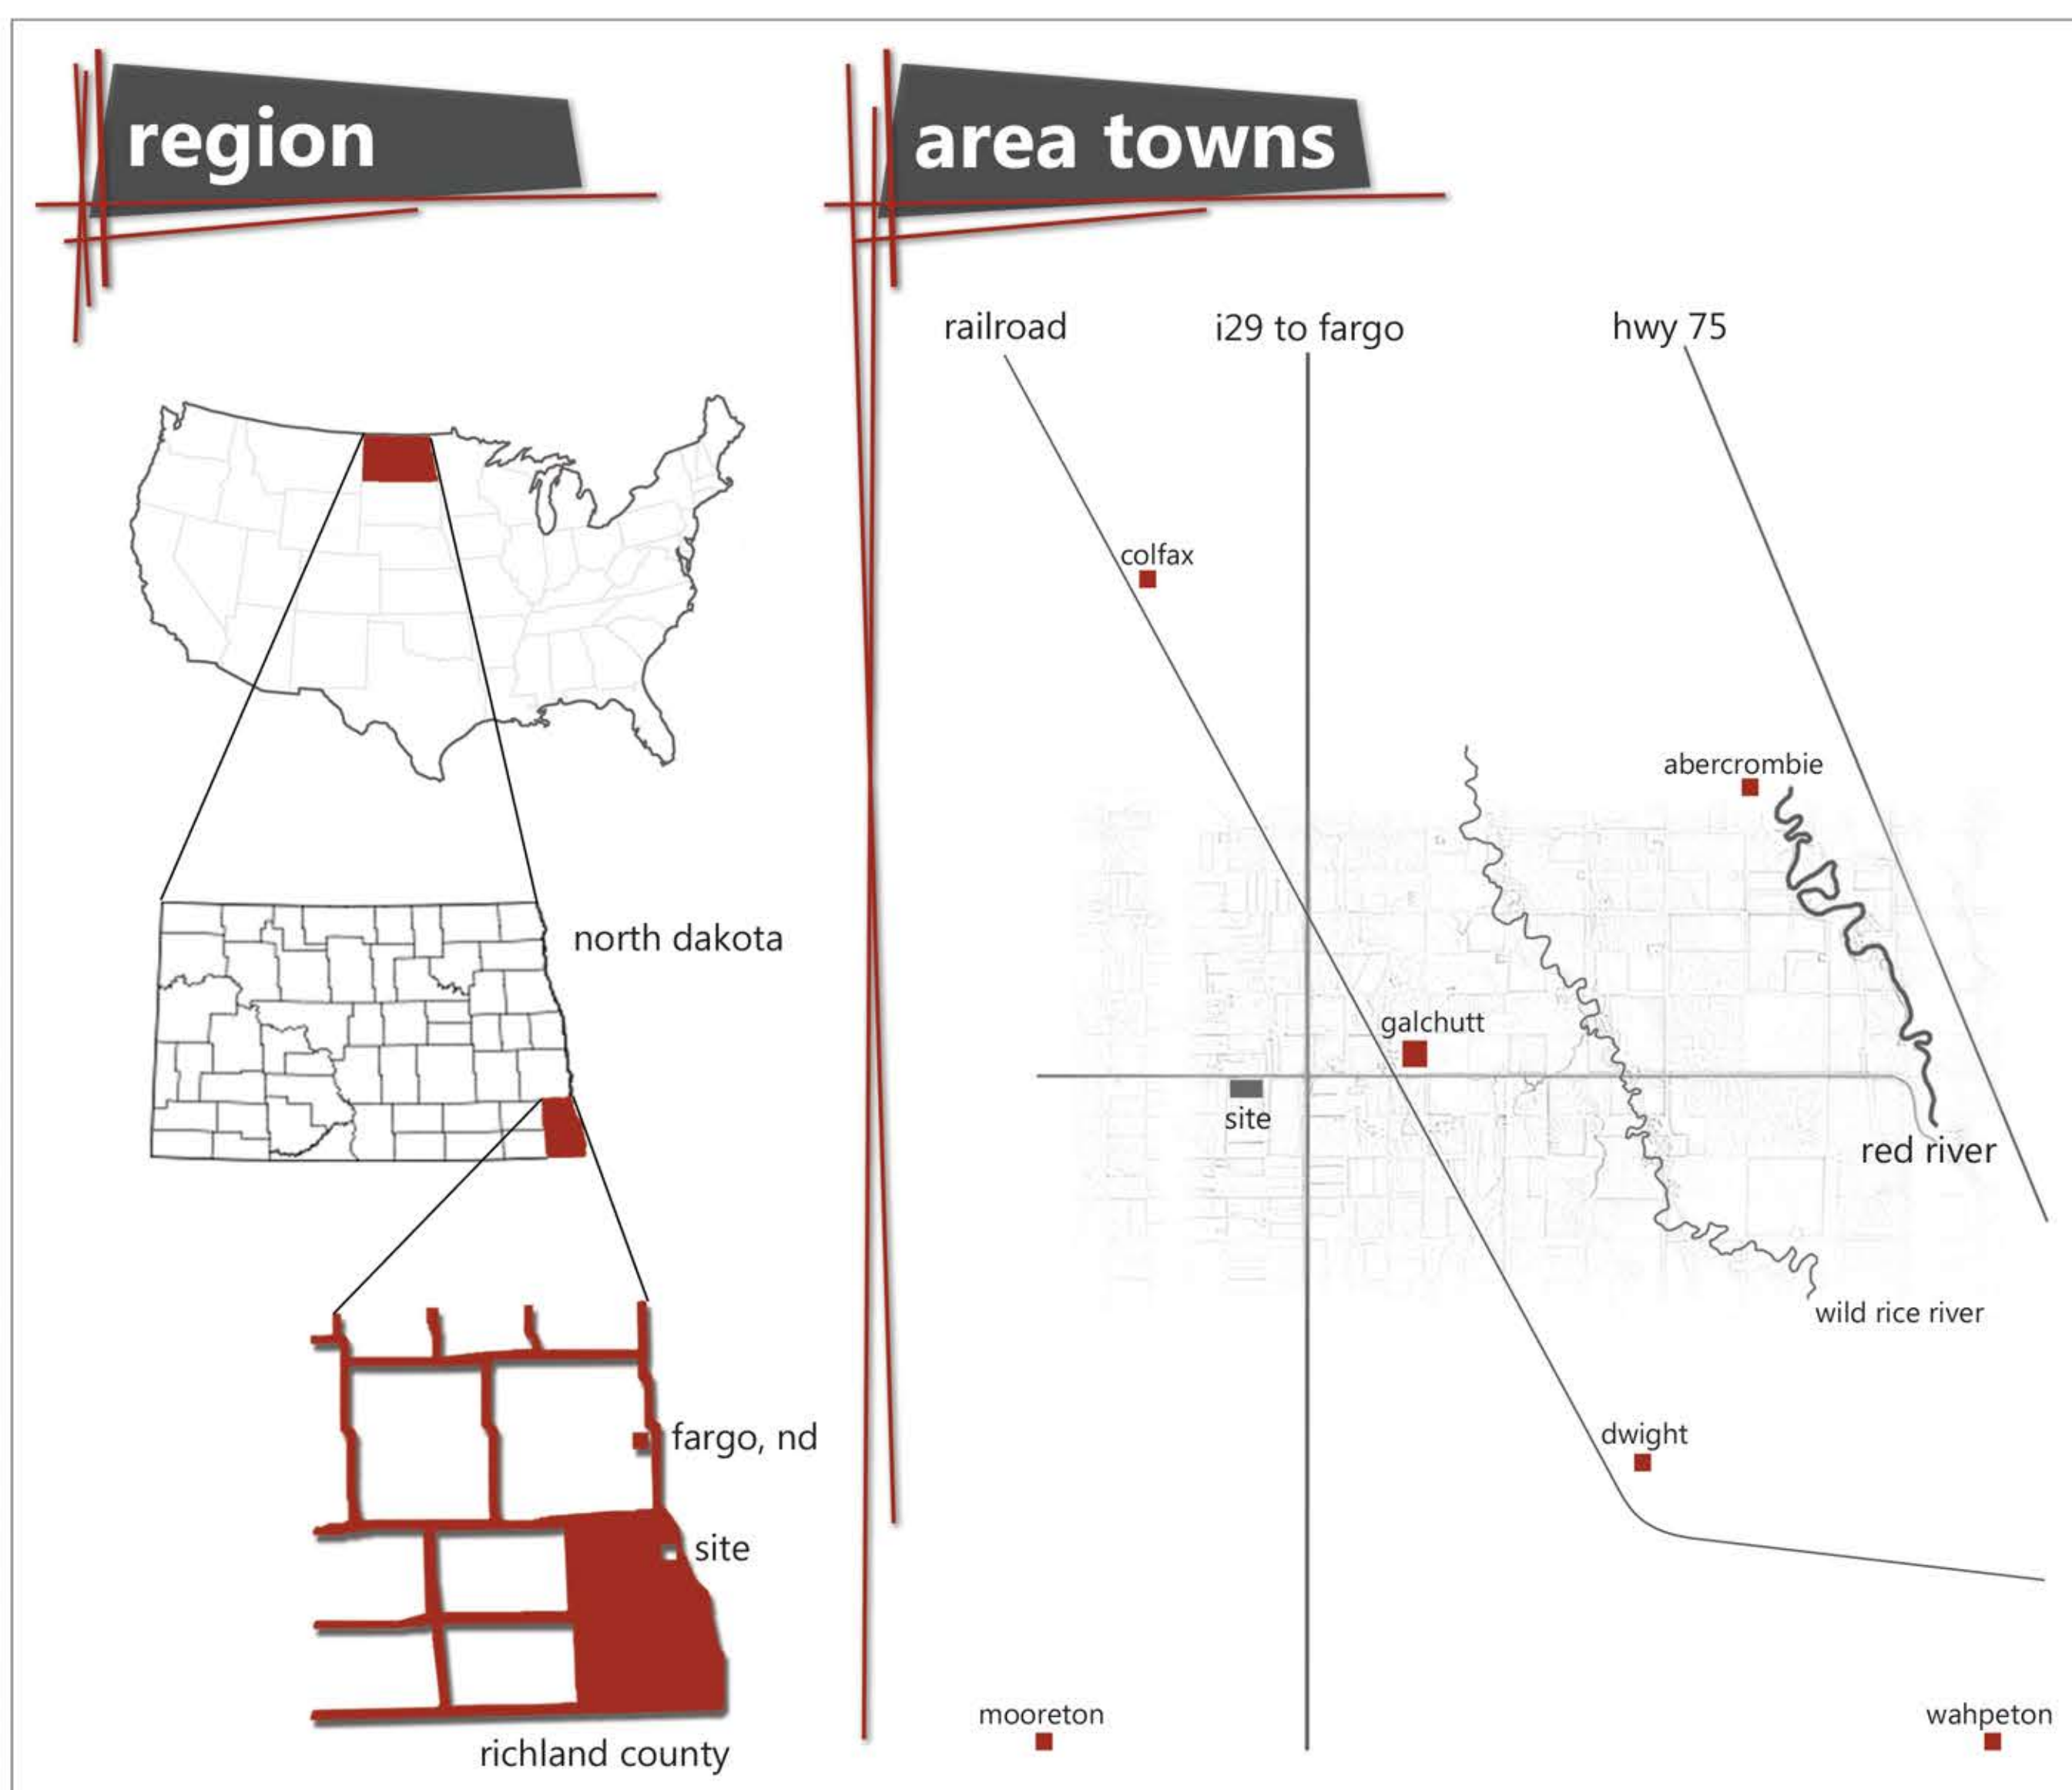 region
north dakota
fargo, nd
site
richland county
area towns
railroad
i29 to fargo
hwy 75
colfax
abercrombie
galchutt
site
red river
wild rice river
dwight
mooreton
wahpeton